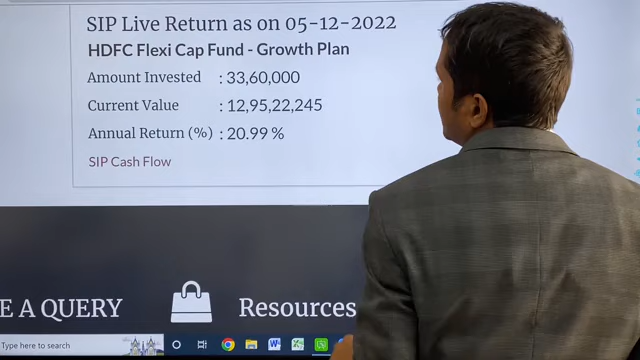 SIP Live Return as on 05-12-2022
HDFC Flexi Cap Fund - Growth Plan
Amount Invested : 33,60,000
Current Value : 12,95,22,245
Annual Return (%) : 20.99 %
SIP Cash Flow
E A QUERY
Resources
Type here to search